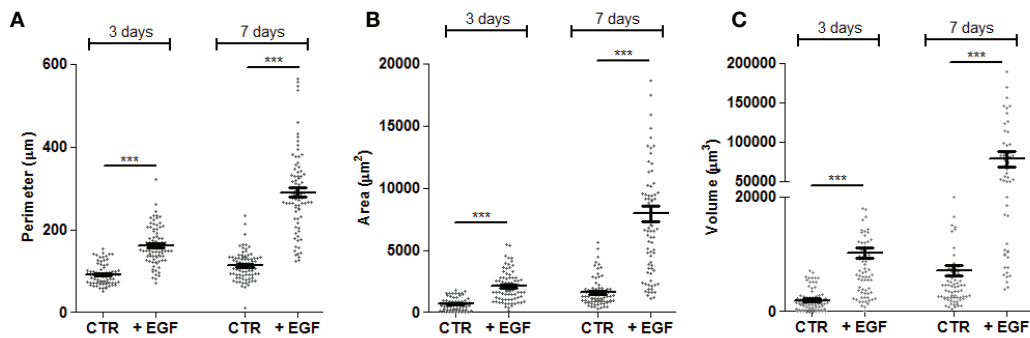 A
3 days
7 days
Perimeter (μm)
600
400
200
0
***
***
CTR
+ EGF
CTR
+ EGF
B
3 days
7 days
Area (μm²)
20000
15000
10000
5000
0
***
***
CTR
+ EGF
CTR
+ EGF
C
3 days
7 days
Volume (μm³)
200000
150000
100000
50000
20000
0
***
***
CTR
+ EGF
CTR
+ EGF